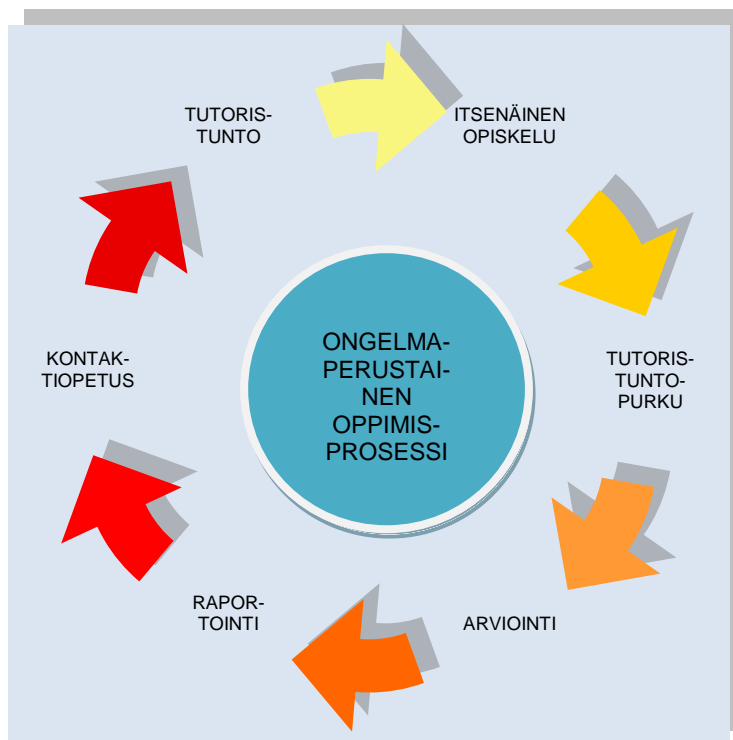 TUTORIS-
TUNTO
ITSENÄINEN
OPISKELU
KONTAK-
TIOPETUS
ONGELMA-
PERUSTAI-
NEN
OPPIMIS-
PROSESSI
TUTORIS-
TUNTO-
PURKU
RAPOR-
TOINTI
ARVIOINTI